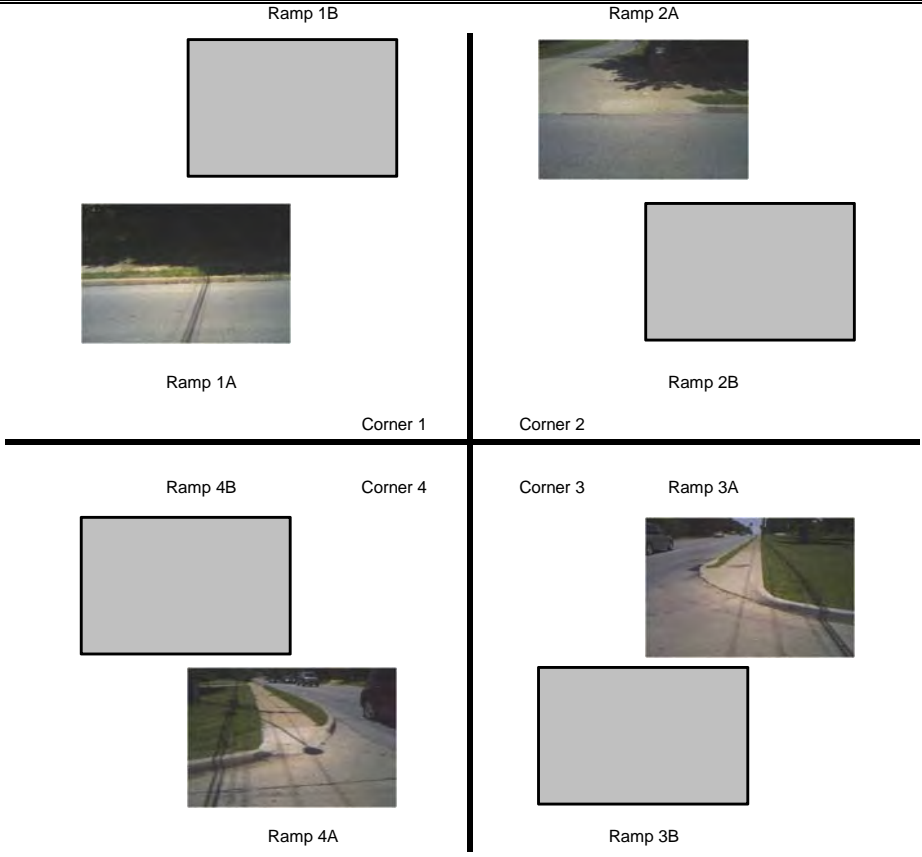 Ramp 1B
Ramp 2A
Ramp 1A
Ramp 2B
Corner 1
Corner 2
Ramp 4B
Corner 4
Corner 3
Ramp 3A
Ramp 4A
Ramp 3B